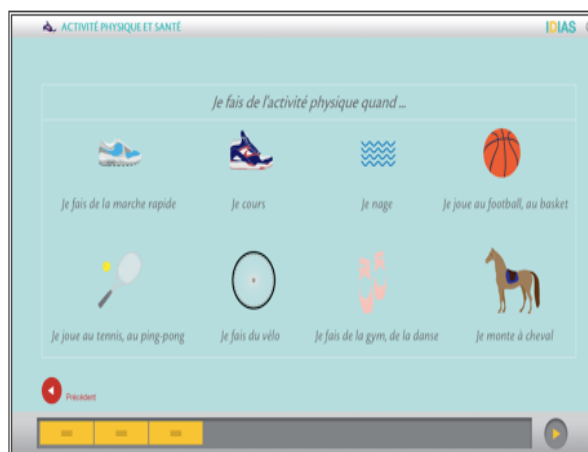 ACTIVITÉ PHYSIQUE ET SANTÉ
IDIAS
Je fais de l'activité physique quand ...
Je fais de la marche rapide
Je cours
Je nage
Je joue au football, au basket
Je joue au tennis, au ping-pong
Je fais du vélo
Je fais de la gym, de la danse
Je monte à cheval
Précédent